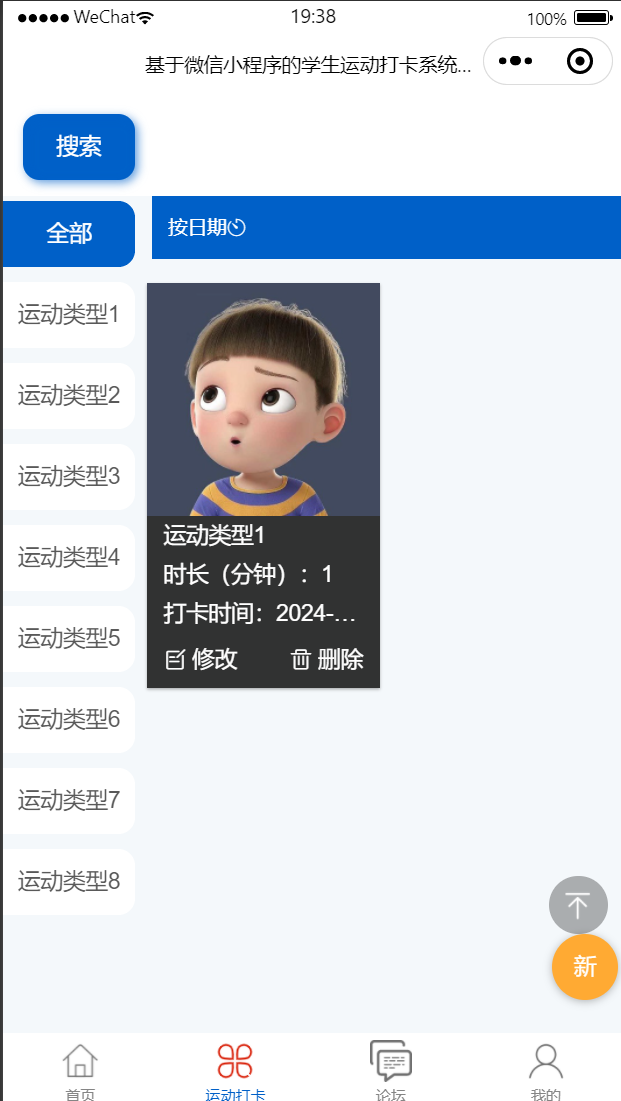 WeChat 19:38 100%
基于微信小程序的学生运动打卡系统...
搜索
全部
按日期
运动类型1
运动类型2
运动类型3
运动类型4
运动类型5
运动类型6
运动类型7
运动类型8
运动类型1
时长（分钟）：1
打卡时间：2024-...
修改 删除
新
首页 运动打卡 论坛 我的